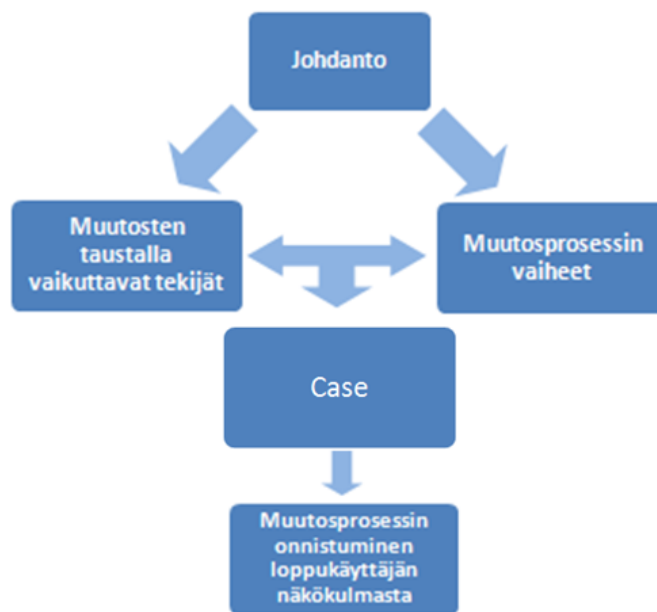 Johdanto
Muutosten
taustalla
vaikuttavat tekijät
Muutosprosessin
vaiheet
Case
Muutosprosessin
onnistuminen
loppukäyttäjän
näkökulmasta